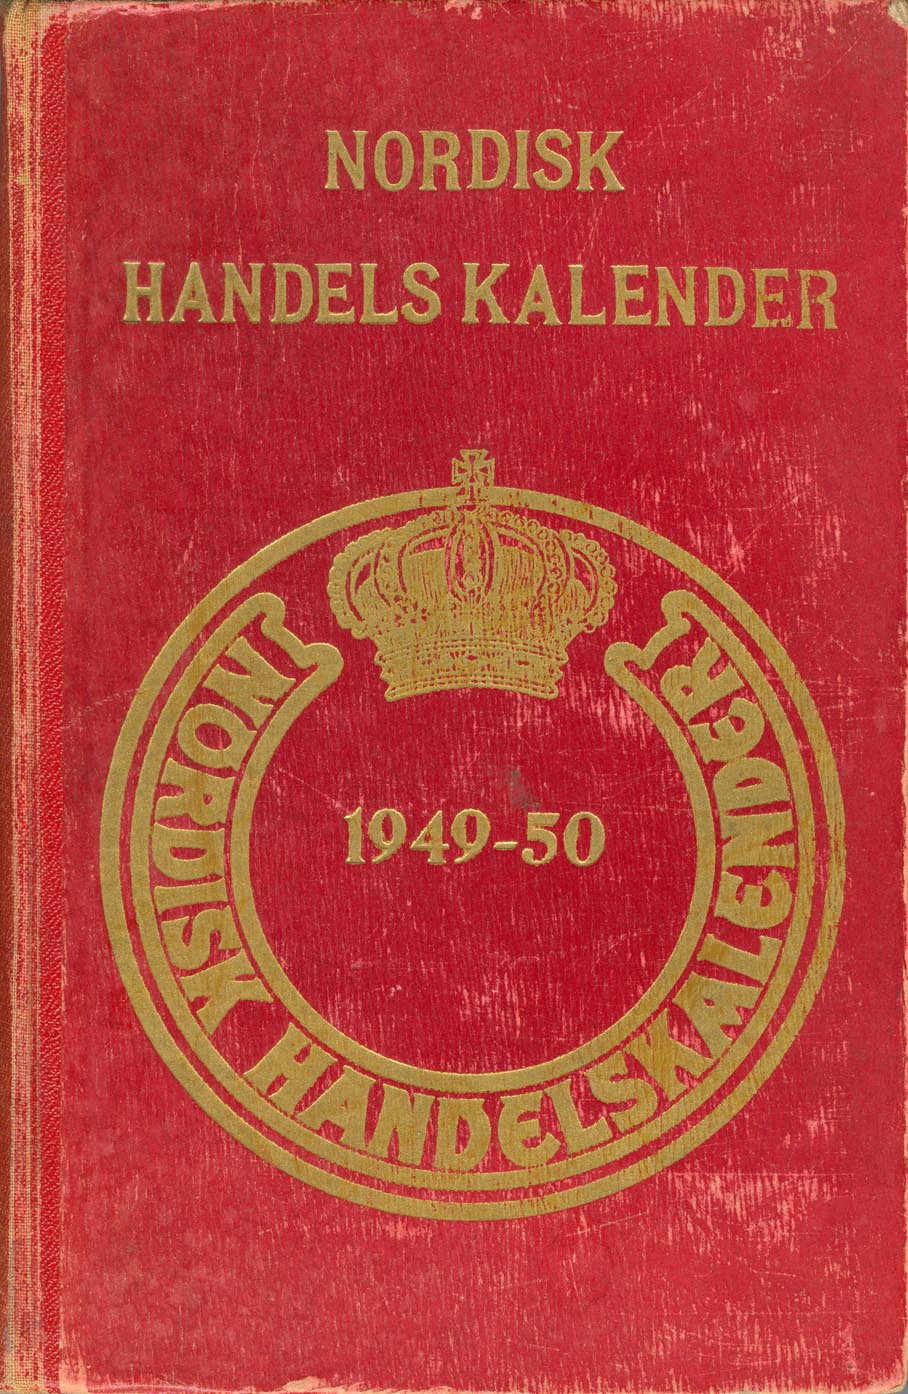 NORDISK
HANDELS KALENDER
1949-50
NORDISK HANDELSKALENDER